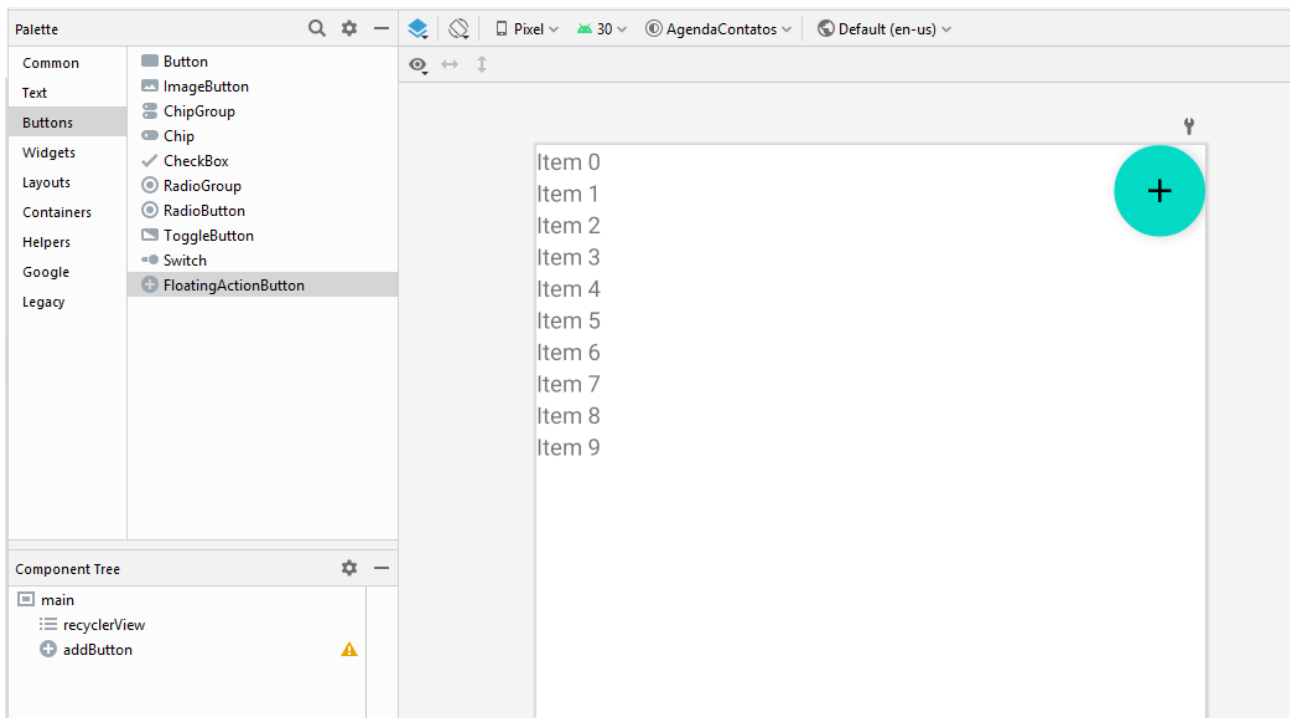 Palette
Pixel
30
AgendaContatos
Default (en-us)
Common
Text
Buttons
Widgets
Layouts
Containers
Helpers
Google
Legacy
Button
ImageButton
ChipGroup
Chip
CheckBox
RadioGroup
RadioButton
ToggleButton
Switch
FloatingActionButton
Item 0
Item 1
Item 2
Item 3
Item 4
Item 5
Item 6
Item 7
Item 8
Item 9
Component Tree
main
recyclerView
addButton